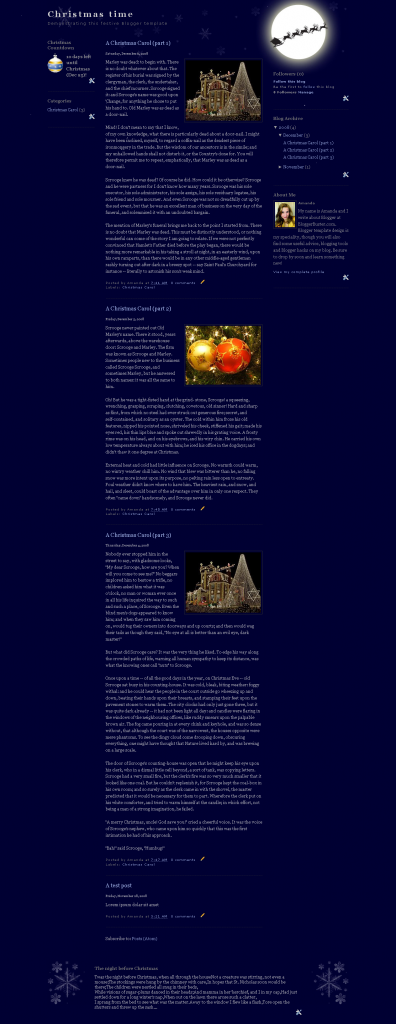 Christmas time
Demonstrating this festive Blogger template
Christmas
Countdown
days left
until
Christmas
(Dec 25)!
Categories
Christmas Carol (3)
A Christmas Carol (part 1)
Marley was dead: to begin with. There
is no doubt whatever about that. The
register of his burial was signed by the
clergyman, the clerk, the undertaker,
and the chief mourner. Scrooge signed
it: and Scrooge's name was good upon
'Change, for anything he chose to put
his hand to. Old Marley was as dead as
a door-nail.
Mind! I don't mean to say that I know,
of my own knowledge, what there is particularly dead about a door-nail. I might
have been inclined, myself, to regard a coffin-nail as the deadest piece of
ironmongery in the trade. But the wisdom of our ancestors is in the simile; and
my unhallowed hands shall not disturb it, or the Country's done for. You will
therefore permit me to repeat, emphatically, that Marley was as dead as a
door-nail.
Scrooge knew he was dead? Of course he did. How could it be otherwise? Scrooge
and he were partners for I don't know how many years. Scrooge was his sole
executor, his sole administrator, his sole assign, his sole residuary legatee, his
sole friend and sole mourner. And even Scrooge was not so dreadfully cut up by
the sad event, but that he was an excellent man of business on the very day of the
funeral, and solemnised it with an undoubted bargain.
The mention of Marley's funeral brings me back to the point I started from. There
is no doubt that Marley was dead. This must be distinctly understood, or nothing
wonderful can come of the story I am going to relate. If we were not perfectly
convinced that Hamlet's Father died before the play began, there would be
nothing more remarkable in his taking a stroll at night, in an easterly wind, upon
his own ramparts, than there would be in any other middle-aged gentleman
rashly turning out after dark in a breezy spot -- say Saint Paul's Churchyard for
instance -- literally to astonish his son's weak mind.
Posted by Amanda at 0 comments
Labels: Christmas Carol
A Christmas Carol (part 2)
Scrooge never painted out Old
Marley's name. There it stood, years
afterwards, above the warehouse
door: Scrooge and Marley. The firm
was known as Scrooge and Marley.
Sometimes people new to the business
called Scrooge Scrooge, and
sometimes Marley, but he answered
to both names: it was all the same to
him.
Oh! But he was a tight-fisted hand at the grind-stone, Scrooge! a squeezing,
wrenching, grasping, scraping, clutching, covetous, old sinner! Hard and sharp
as flint, from which no steel had ever struck out generous fire; secret, and
self-contained, and solitary as an oyster. The cold within him froze his old
features, nipped his pointed nose, shriveled his cheek, stiffened his gait; made his
eyes red, his thin lips blue; and spoke out shrewdly in his grating voice. A frosty
rime was on his head, and on his eyebrows, and his wiry chin. He carried his own
low temperature always about with him; he iced his office in the dog-days; and
didn't thaw it one degree at Christmas.
External heat and cold had little influence on Scrooge. No warmth could warm,
no wintry weather chill him. No wind that blew was bitterer than he, no falling
snow was more intent upon its purpose, no pelting rain less open to entreaty.
Foul weather didn't know where to have him. The heaviest rain, and snow, and
hail, and sleet, could boast of the advantage over him in only one respect. They
often "came down" handsomely, and Scrooge never did.
Posted by Amanda at 0 comments
Labels: Christmas Carol
A Christmas Carol (part 3)
Nobody ever stopped him in the
street to say, with gladsome looks,
"My dear Scrooge, how are you? When
will you come to see me?" No beggars
implored him to bestow a trifle, no
children asked him what it was
o'clock, no man or woman ever once
in all his life inquired the way to such
and such a place, of Scrooge. Even the
blind men's dogs appeared to know
him; and when they saw him coming
on, would tug their owners into doorways and up courts; and then would wag
their tails as though they said, "No eye at all is better than an evil eye, dark
master!"
But what did Scrooge care? It was the very thing he liked. To edge his way along
the crowded paths of life, warning all human sympathy to keep its distance, was
what the knowing ones call "nuts" to Scrooge.
Once upon a time -- of all the good days in the year, on Christmas Eve -- old
Scrooge sat busy in his counting-house. It was cold, bleak, biting weather: foggy
withal: and he could hear the people in the court outside go wheezing up and
down, beating their hands upon their breasts, and stamping their feet upon the
pavement stones to warm them. The city clocks had only just gone three, but it
was quite dark already -- it had not been light all day: and candles were flaring in
the windows of the neighbouring offices, like ruddy smears upon the palpable
brown air. The fog came pouring in at every chink and keyhole, and was so dense
without, that although the court was of the narrowest, the houses opposite were
mere phantoms. To see the dingy cloud come drooping down, obscuring
everything, one might have thought that Nature lived hard by, and was brewing
on a large scale.
The door of Scrooge's counting-house was open that he might keep his eye upon
his clerk, who in a dismal little cell beyond, a sort of tank, was copying letters.
Scrooge had a very small fire, but the clerk's fire was so very much smaller that it
looked like one coal. But he couldn't replenish it, for Scrooge kept the coal-box in
his own room; and so surely as the clerk came in with the shovel, the master
predicted that it would be necessary for them to part. Wherefore the clerk put on
his white comforter, and tried to warm himself at the candle; in which effort, not
being a man of a strong imagination, he failed.
"A merry Christmas, uncle! God save you!" cried a cheerful voice. It was the voice
of Scrooge's nephew, who came upon him so quickly that this was the first
intimation he had of his approach.
"Bah!" said Scrooge, "Humbug!"
Posted by Amanda at 0 comments
Labels: Christmas Carol
A test post
Lorem ipsum dolor sit amet
Posted by Amanda at 0 comments
Subscribe to: Posts (Atom)
Followers (0)
Follow this blog
Be the first to follow this blog
0 Followers Manage
Blog Archive
▼ 2008 (4)
▼ December (3)
A Christmas Carol (part 1)
A Christmas Carol (part 2)
A Christmas Carol (part 3)
► November (1)
About Me
Amanda
My name is Amanda and I
write about Blogger at
BloggerBuster.com.
Blogger template design is
my speciality, though you will also
find some useful advice, blogging tools
and Blogger hacks on my blog. Be sure
to drop by soon and learn something
new!
View my complete profile
The night before Christmas
Twas the night before Christmas, when all through the house Not a creature was stirring, not even a
mouse; The stockings were hung by the chimney with care, In hopes that St. Nicholas soon would be
there; The children were nestled all snug in their beds,
While visions of sugar-plums danced in their heads; And mamma in her 'kerchief, and I in my cap, Had just
settled down for a long winter's nap, When out on the lawn there arose such a clatter,
I sprang from the bed to see what was the matter. Away to the window I flew like a flash, Tore open the
shutters and threw up the sash...